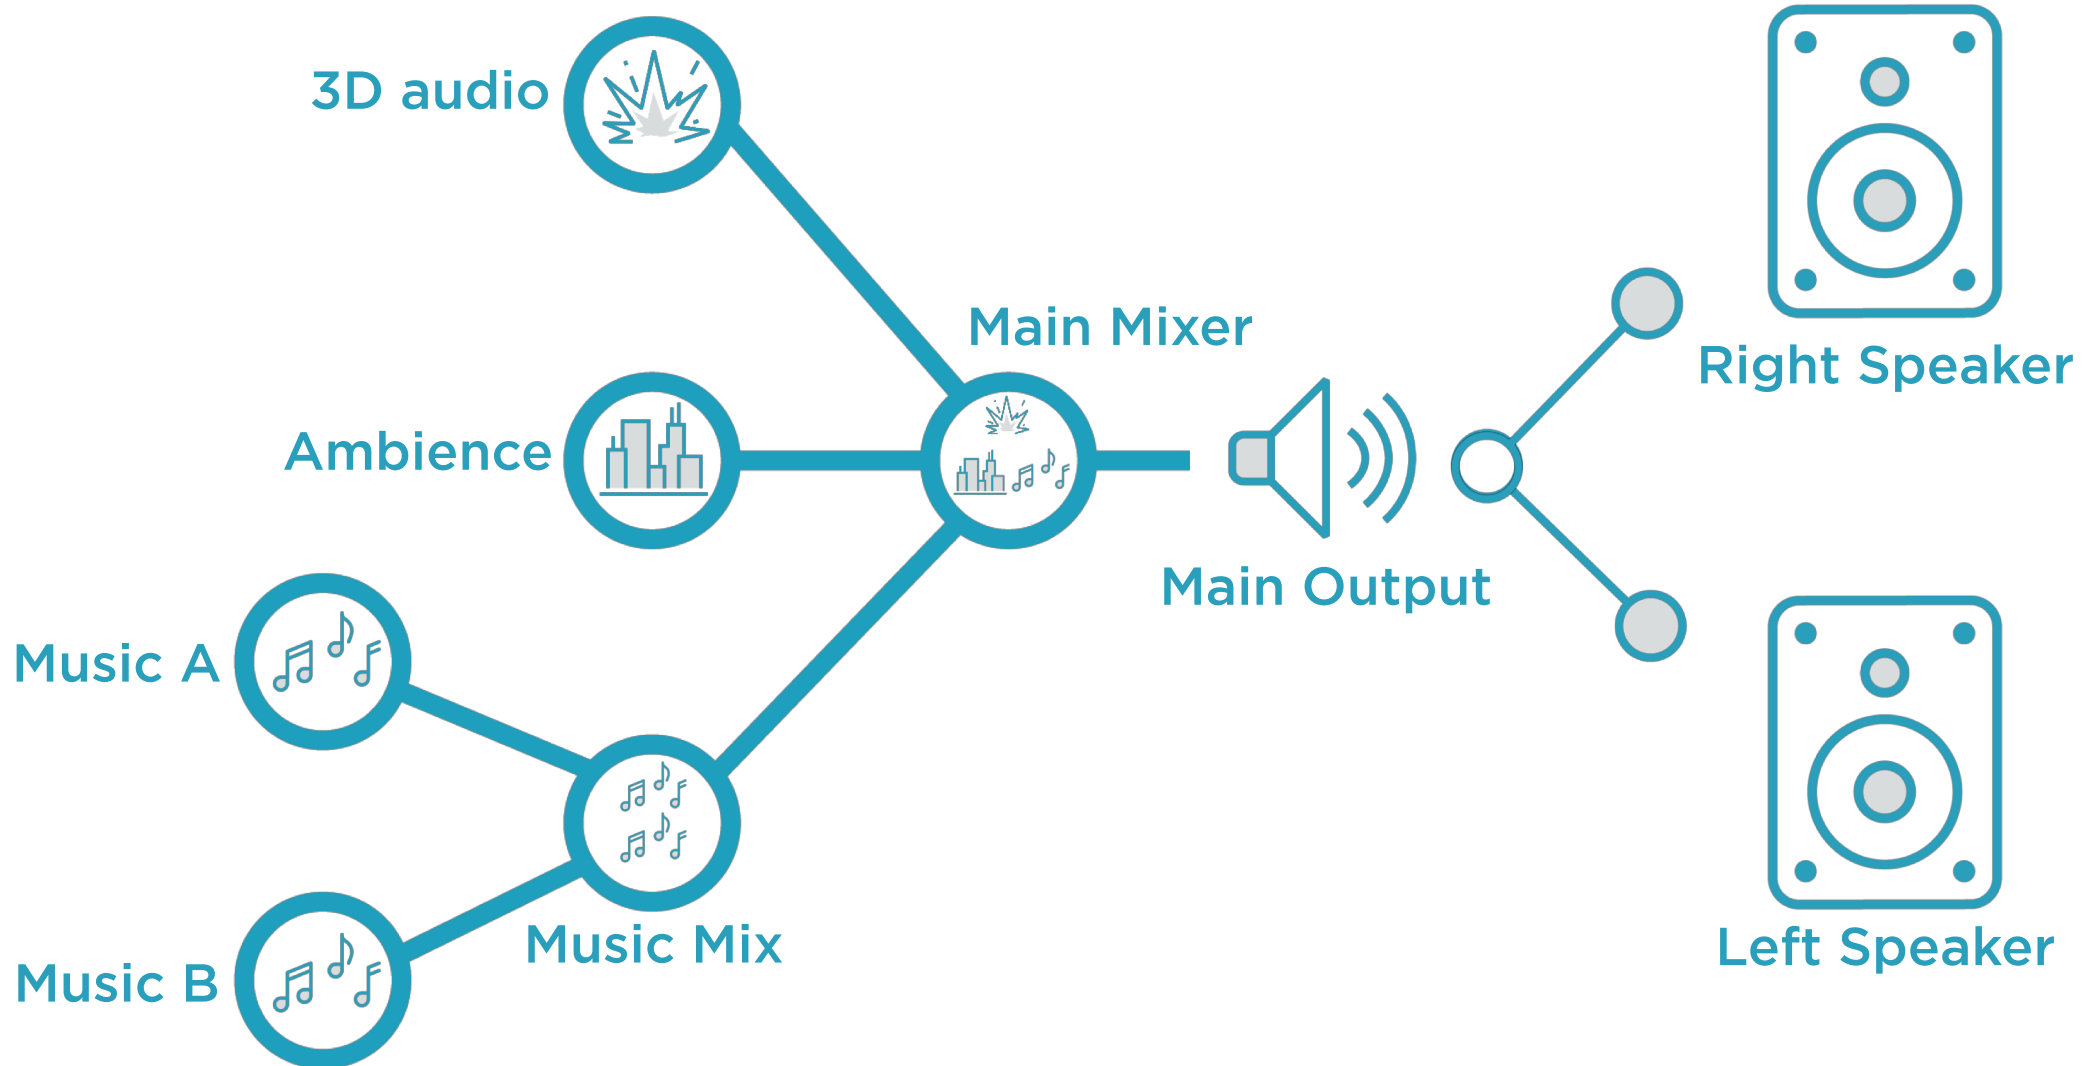 3D audio
Main Mixer
Right Speaker
Ambience
Main Output
Music A
Music Mix
Left Speaker
Music B